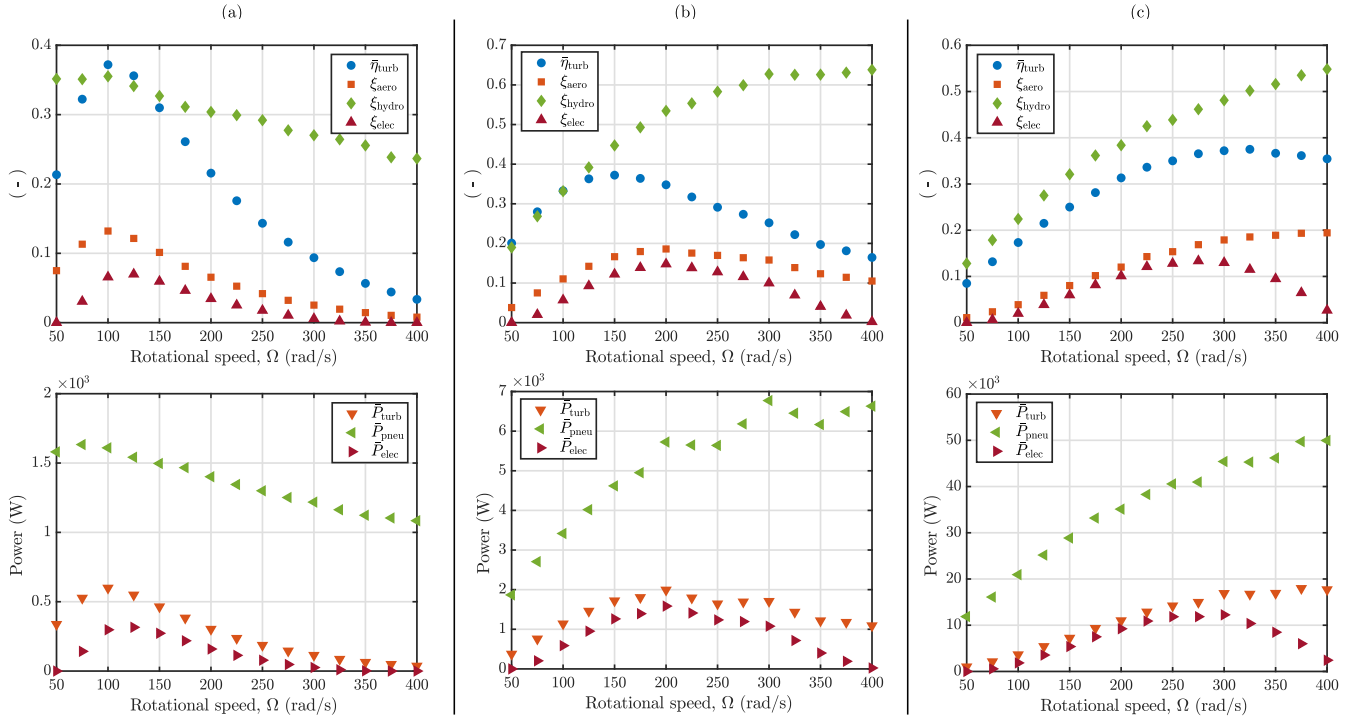 (a)
0.4
0.3
0.2
0.1
0
( - )
η̄turb
ξaero
ξhydro
ξelec
50 100 150 200 250 300 350 400
Rotational speed, Ω (rad/s)
×10³
2
1.5
1
0.5
0
Power (W)
P̄turb
P̄pneu
P̄elec
50 100 150 200 250 300 350 400
Rotational speed, Ω (rad/s)
(b)
0.7
0.6
0.5
0.4
0.3
0.2
0.1
0
( - )
η̄turb
ξaero
ξhydro
ξelec
50 100 150 200 250 300 350 400
Rotational speed, Ω (rad/s)
×10³
7
6
5
4
3
2
1
0
Power (W)
P̄turb
P̄pneu
P̄elec
50 100 150 200 250 300 350 400
Rotational speed, Ω (rad/s)
(c)
0.6
0.5
0.4
0.3
0.2
0.1
0
( - )
η̄turb
ξaero
ξhydro
ξelec
50 100 150 200 250 300 350 400
Rotational speed, Ω (rad/s)
×10³
60
50
40
30
20
10
0
Power (W)
P̄turb
P̄pneu
P̄elec
50 100 150 200 250 300 350 400
Rotational speed, Ω (rad/s)